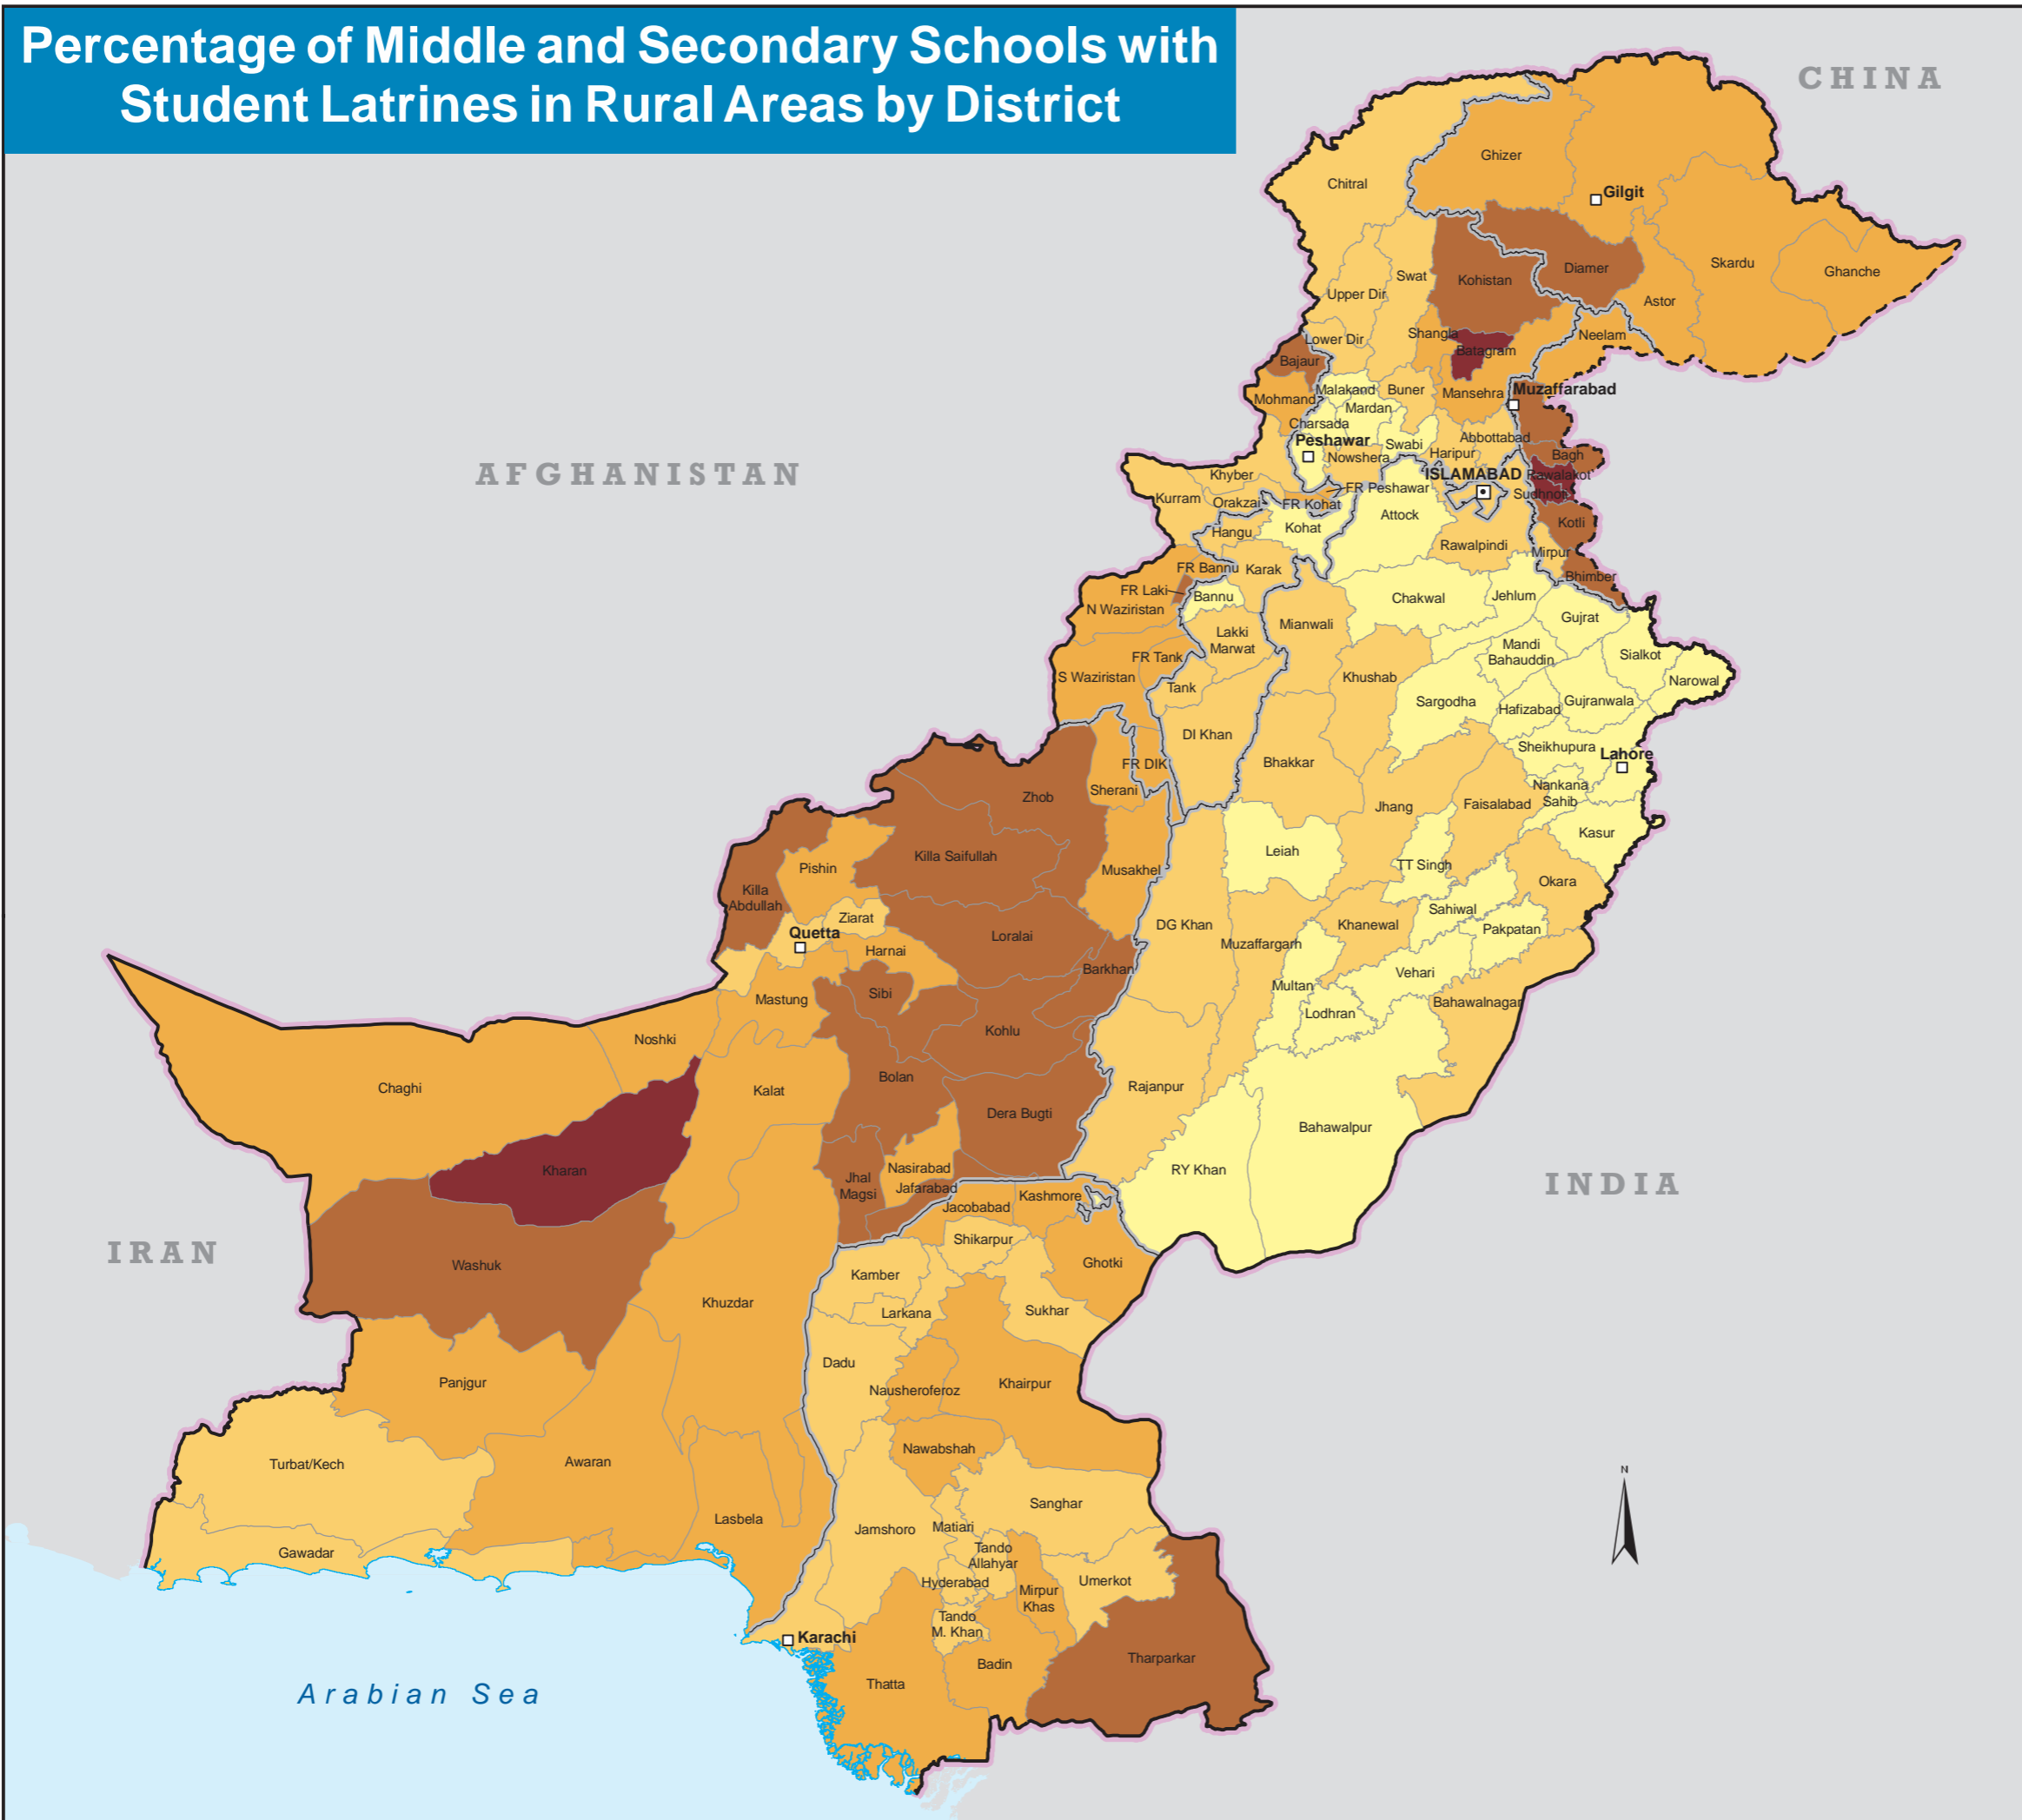 Percentage of Middle and Secondary Schools with
Student Latrines in Rural Areas by District
CHINA
AFGHANISTAN
IRAN
INDIA
Arabian Sea
N
Chitral
Ghizer
Gilgit
Skardu
Ghanche
Diamer
Astor
Kohistan
Swat
Upper Dir
Lower Dir
Shangla
Batagram
Neelam
Bajaur
Mohmand
Malakand
Buner
Mansehra
Muzaffarabad
Mardan
Charsada
Peshawar
Swabi
Abbottabad
Haripur
Nowshera
ISLAMABAD
Bagh
Rawalakot
Sudhnoti
Khyber
Kurram
Orakzai
FR Peshawar
FR Kohat
Kohat
Attock
Kotli
Hangu
Rawalpindi
Mirpur
Bhimber
FR Bannu
Karak
FR Laki
Bannu
N Waziristan
Chakwal
Jehlum
Gujrat
Mianwali
Lakki
Marwat
Mandi
Bahauddin
Sialkot
Narowal
FR Tank
S Waziristan
Tank
Khushab
Sargodha
Hafizabad
Gujranwala
DI Khan
FR DIK
Sherani
Bhakkar
Sheikhupura
Lahore
Nankana
Sahib
Jhang
Faisalabad
Kasur
Zhob
Killa Saifullah
Pishin
Musakhel
Leiah
TT Singh
Okara
Killa
Abdullah
Ziarat
Quetta
Harnai
Loralai
Barkhan
DG Khan
Muzaffargarh
Khanewal
Sahiwal
Pakpatan
Vehari
Multan
Lodhran
Bahawalnagar
Mastung
Sibi
Kohlu
Noshki
Chaghi
Kalat
Bolan
Dera Bugti
Rajanpur
Bahawalpur
RY Khan
Kharan
Washuk
Jhal
Magsi
Nasirabad
Jafarabad
Jacobabad
Kashmore
Shikarpur
Ghotki
Kamber
Larkana
Sukhar
Khuzdar
Dadu
Nausheroferoz
Khairpur
Panjgur
Turbat/Kech
Awaran
Nawabshah
Gawadar
Lasbela
Jamshoro
Sanghar
Matiari
Tando
Allahyar
Hyderabad
Mirpur
Khas
Umerkot
Tando
M. Khan
Karachi
Badin
Thatta
Tharparkar